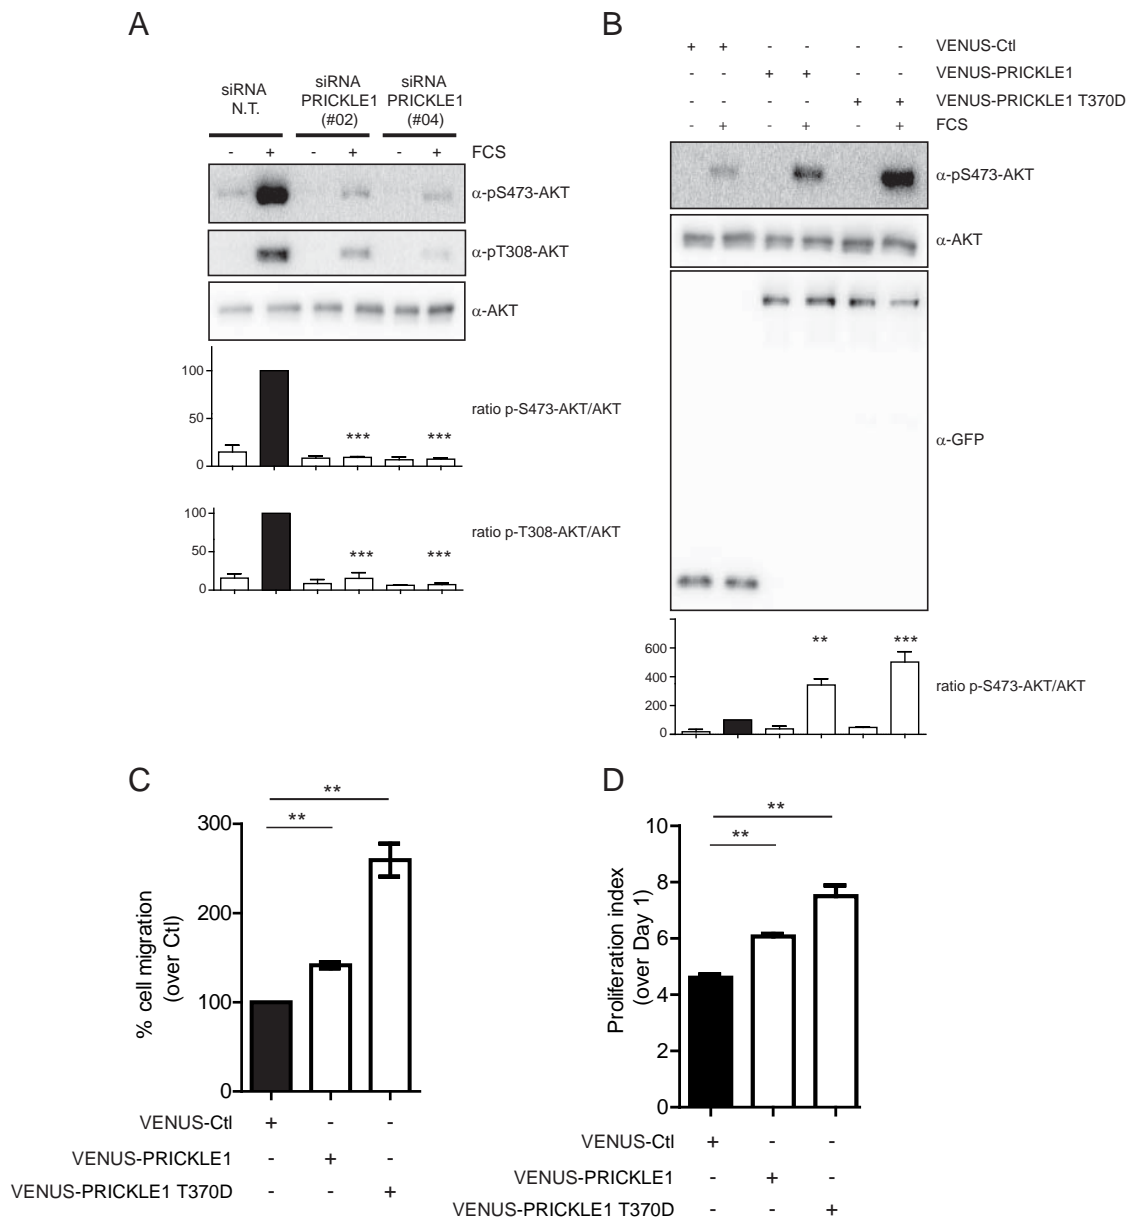 A
siRNA
N.T.
siRNA
PRICKLE1
(#02)
siRNA
PRICKLE1
(#04)
- + - + - + FCS
α-pS473-AKT
α-pT308-AKT
α-AKT
100
50
0
*** ***
ratio p-S473-AKT/AKT
100
50
0
*** ***
ratio p-T308-AKT/AKT
B
+ + - - - - VENUS-Ctl
- - + + - - VENUS-PRICKLE1
- - - - + + VENUS-PRICKLE1 T370D
- + - + - + FCS
α-pS473-AKT
α-AKT
α-GFP
600
400
200
0
** ***
ratio p-S473-AKT/AKT
C
**
**
% cell migration
(over Ctl)
300
200
100
0
VENUS-Ctl + - -
VENUS-PRICKLE1 - + -
VENUS-PRICKLE1 T370D - - +
D
**
**
Proliferation index
(over Day 1)
10
8
6
4
2
0
VENUS-Ctl + - -
VENUS-PRICKLE1 - + -
VENUS-PRICKLE1 T370D - - +